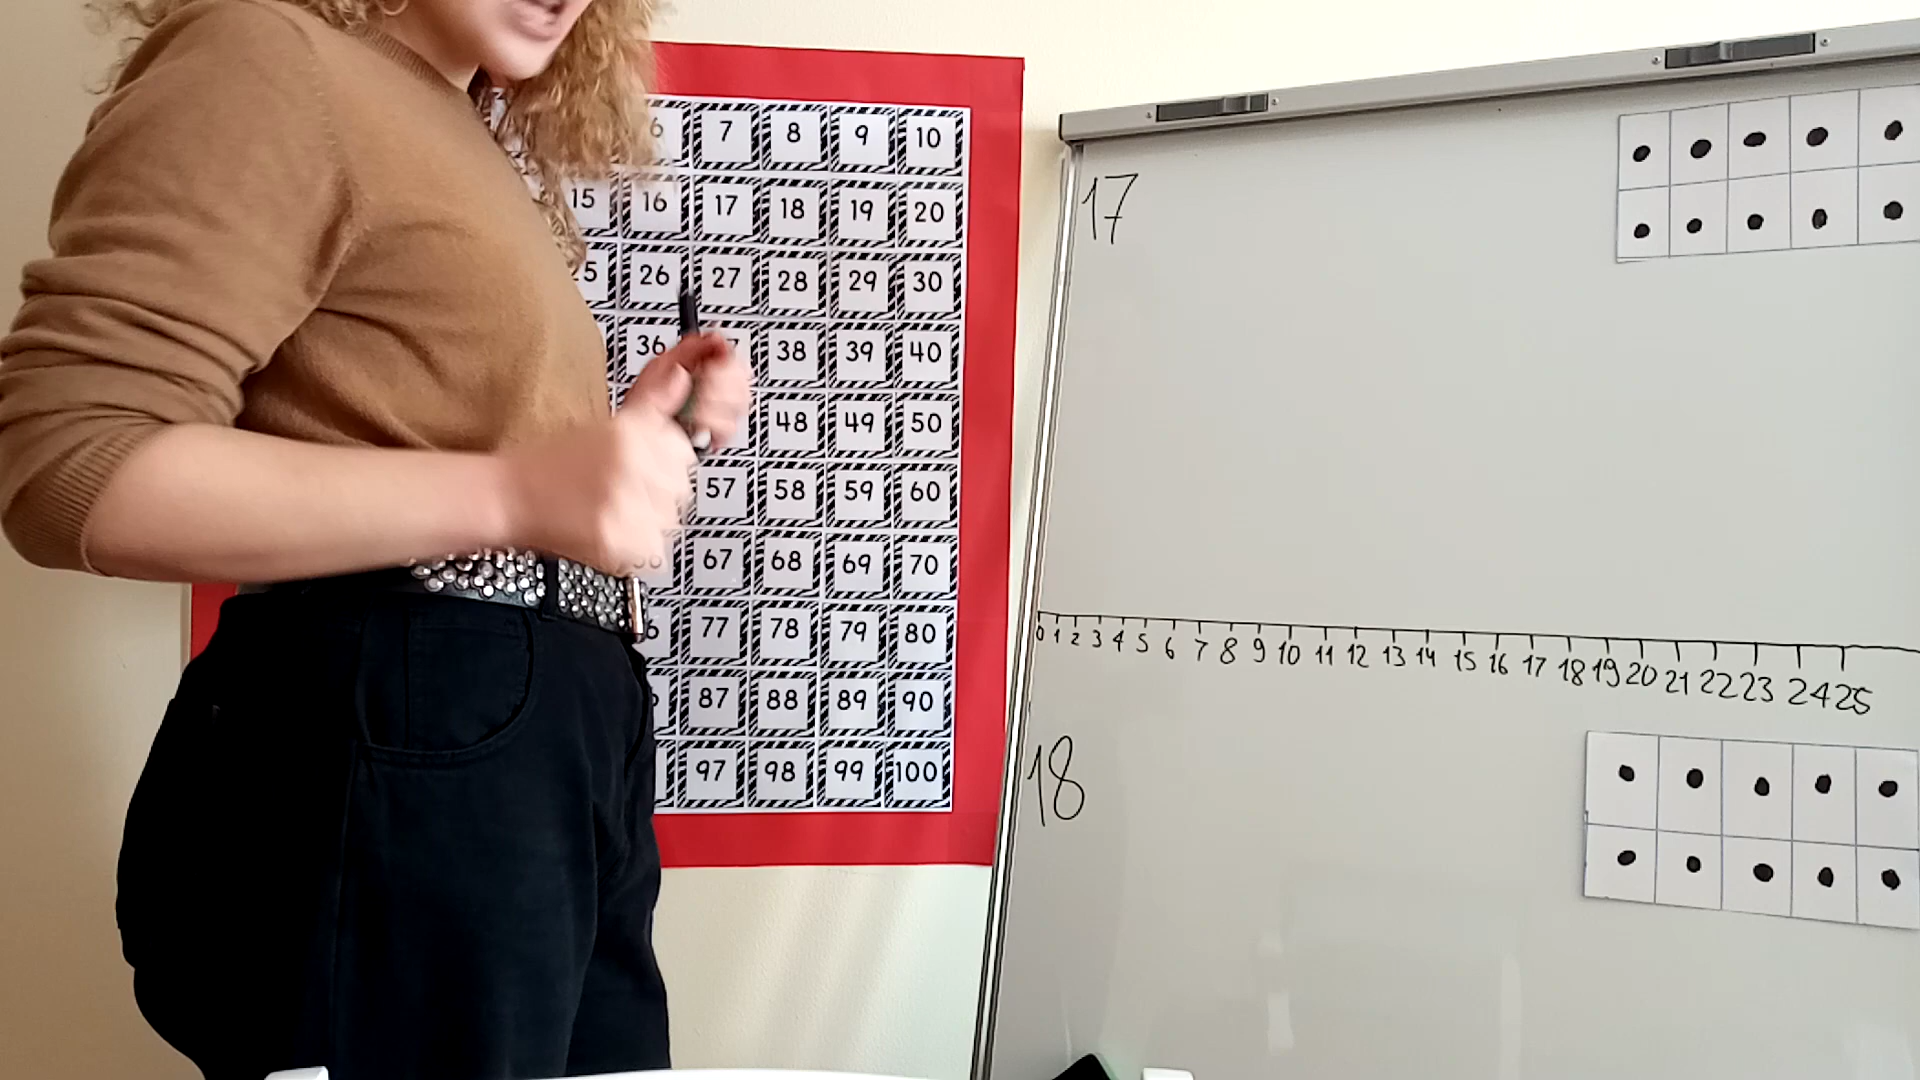 6 7 8 9 10
15 16 17 18 19 20
25 26 27 28 29 30
36 38 39 40
48 49 50
57 58 59 60
67 68 69 70
77 78 79 80
87 88 89 90
97 98 99 100
17
0 1 2 3 4 5 6 7 8 9 10 11 12 13 14 15 16 17 18 19 20 21 22 23 24 25
18